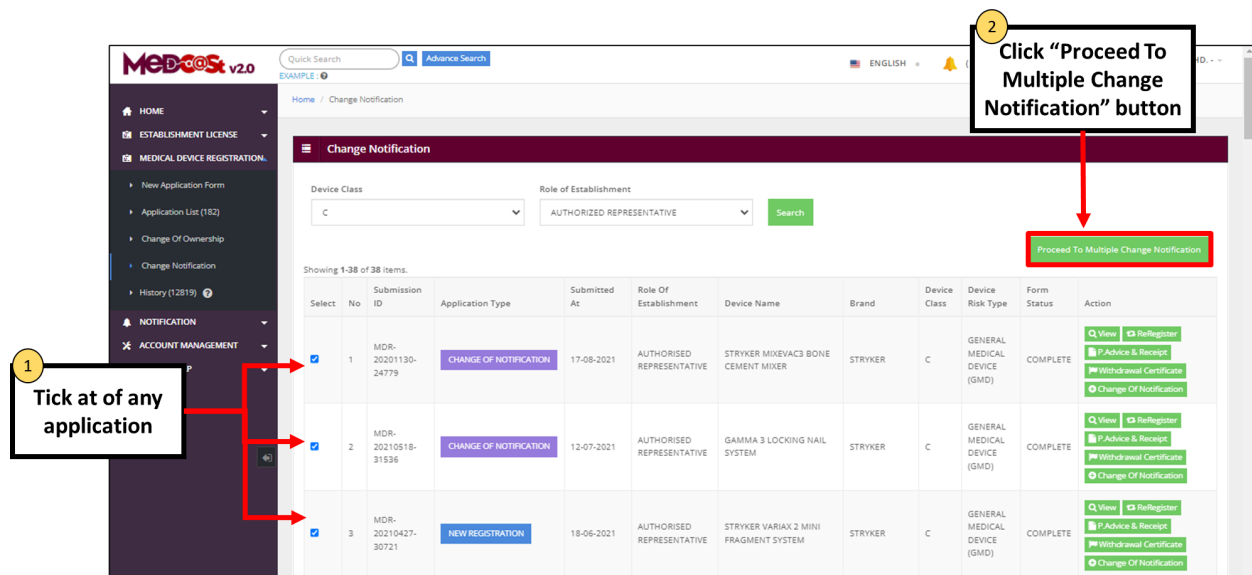 2
Click “Proceed To
Multiple Change
Notification” button
MeDC@St v2.0
Quick Search
Advance Search
EXAMPLE :
ENGLISH
(
HD. -
Home / Change Notification
HOME
ESTABLISHMENT LICENSE
MEDICAL DEVICE REGISTRATION
New Application Form
Application List (182)
Change Of Ownership
Change Notification
History (12819)
NOTIFICATION
ACCOUNT MANAGEMENT
P
1
Tick at of any
application
Change Notification
Device Class
Role of Establishment
C
AUTHORIZED REPRESENTATIVE
Search
Proceed To Multiple Change Notification
Showing 1-38 of 38 items.
Select No Submission ID Application Type Submitted At Role Of Establishment Device Name Brand Device Class Device Risk Type Form Status Action
1
MDR-
20201130-
24779
CHANGE OF NOTIFICATION
17-08-2021
AUTHORISED
REPRESENTATIVE
STRYKER MIXEVAC3 BONE
CEMENT MIXER
STRYKER
C
GENERAL
MEDICAL
DEVICE
(GMD)
COMPLETE
View ReRegister
P.Advice & Receipt
Withdrawal Certificate
Change Of Notification
2
MDR-
20210518-
31536
CHANGE OF NOTIFICATION
12-07-2021
AUTHORISED
REPRESENTATIVE
GAMMA 3 LOCKING NAIL
SYSTEM
STRYKER
C
GENERAL
MEDICAL
DEVICE
(GMD)
COMPLETE
View ReRegister
P.Advice & Receipt
Withdrawal Certificate
Change Of Notification
3
MDR-
20210427-
30721
NEW REGISTRATION
18-06-2021
AUTHORISED
REPRESENTATIVE
STRYKER VARIAX 2 MINI
FRAGMENT SYSTEM
STRYKER
C
GENERAL
MEDICAL
DEVICE
(GMD)
COMPLETE
View ReRegister
P.Advice & Receipt
Withdrawal Certificate
Change Of Notification